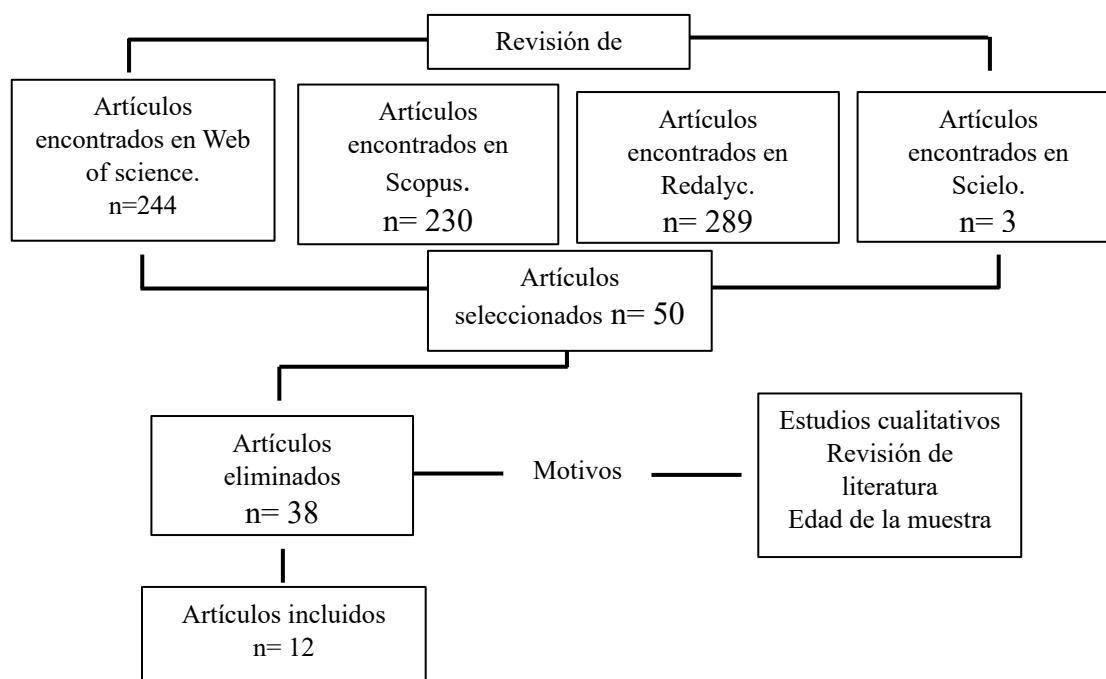 Revisión de
Artículos
encontrados en Web
of science.
n=244
Artículos
encontrados en
Scopus.
n= 230
Artículos
encontrados en
Redalyc.
n= 289
Artículos
encontrados en
Scielo.
n= 3
Artículos
seleccionados n= 50
Artículos
eliminados
n= 38
Motivos
Estudios cualitativos
Revisión de
literatura
Edad de la muestra
Artículos incluidos
n= 12